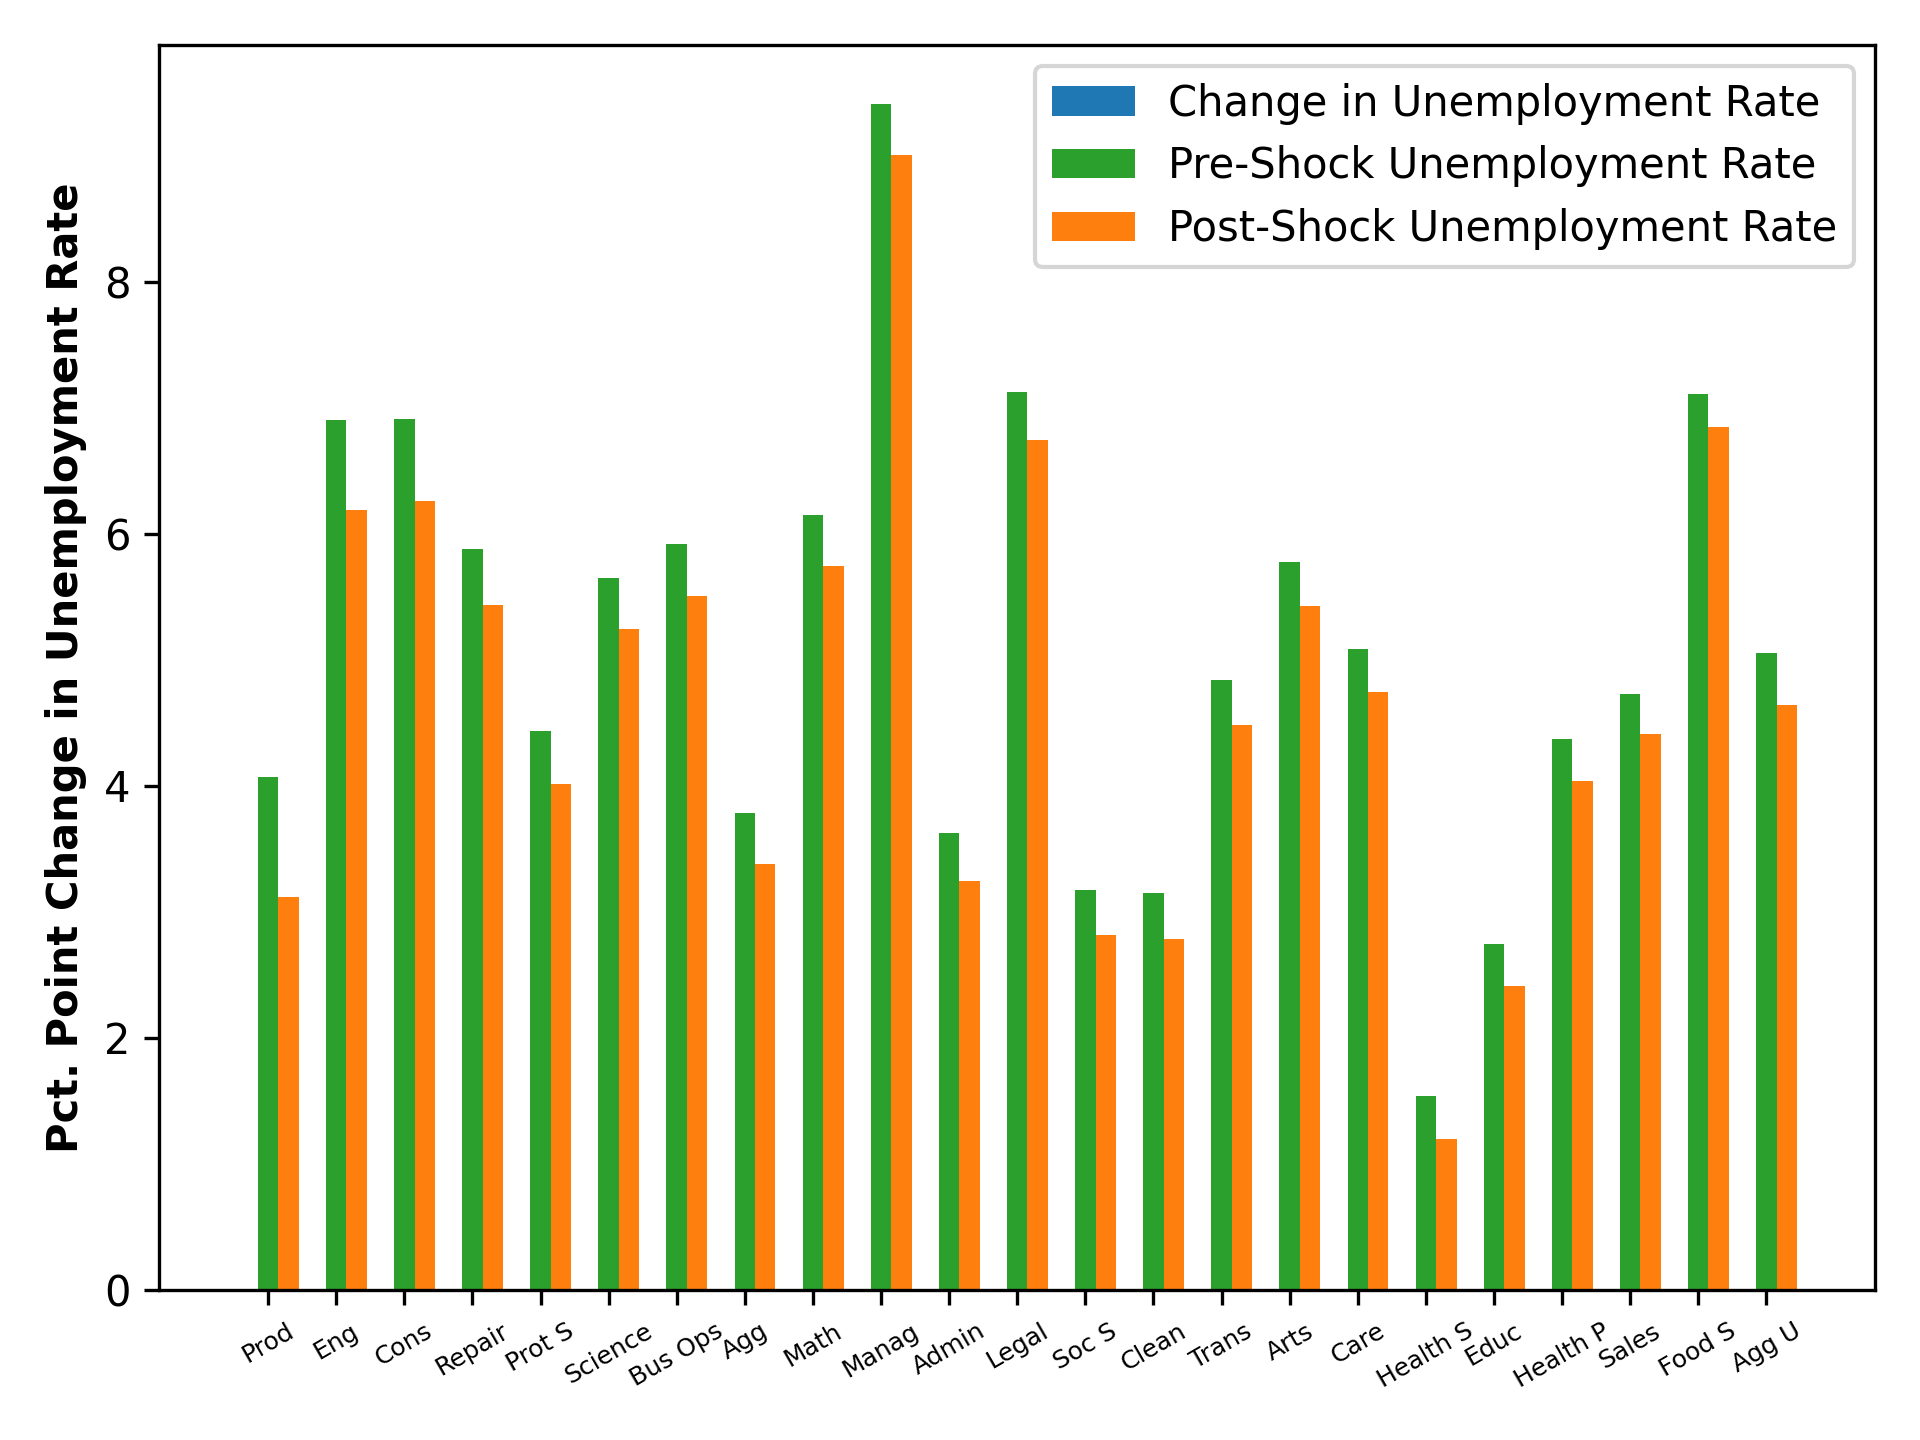 Change in Unemployment Rate
Pre-Shock Unemployment Rate
Post-Shock Unemployment Rate
Pct. Point Change in Unemployment Rate
8
6
4
2
0
Prod Eng Cons Repair Prot S Science Bus Ops Agg Math Manag Admin Legal Soc S Clean Trans Arts Care Health S Educ Health P Sales Food S Agg U